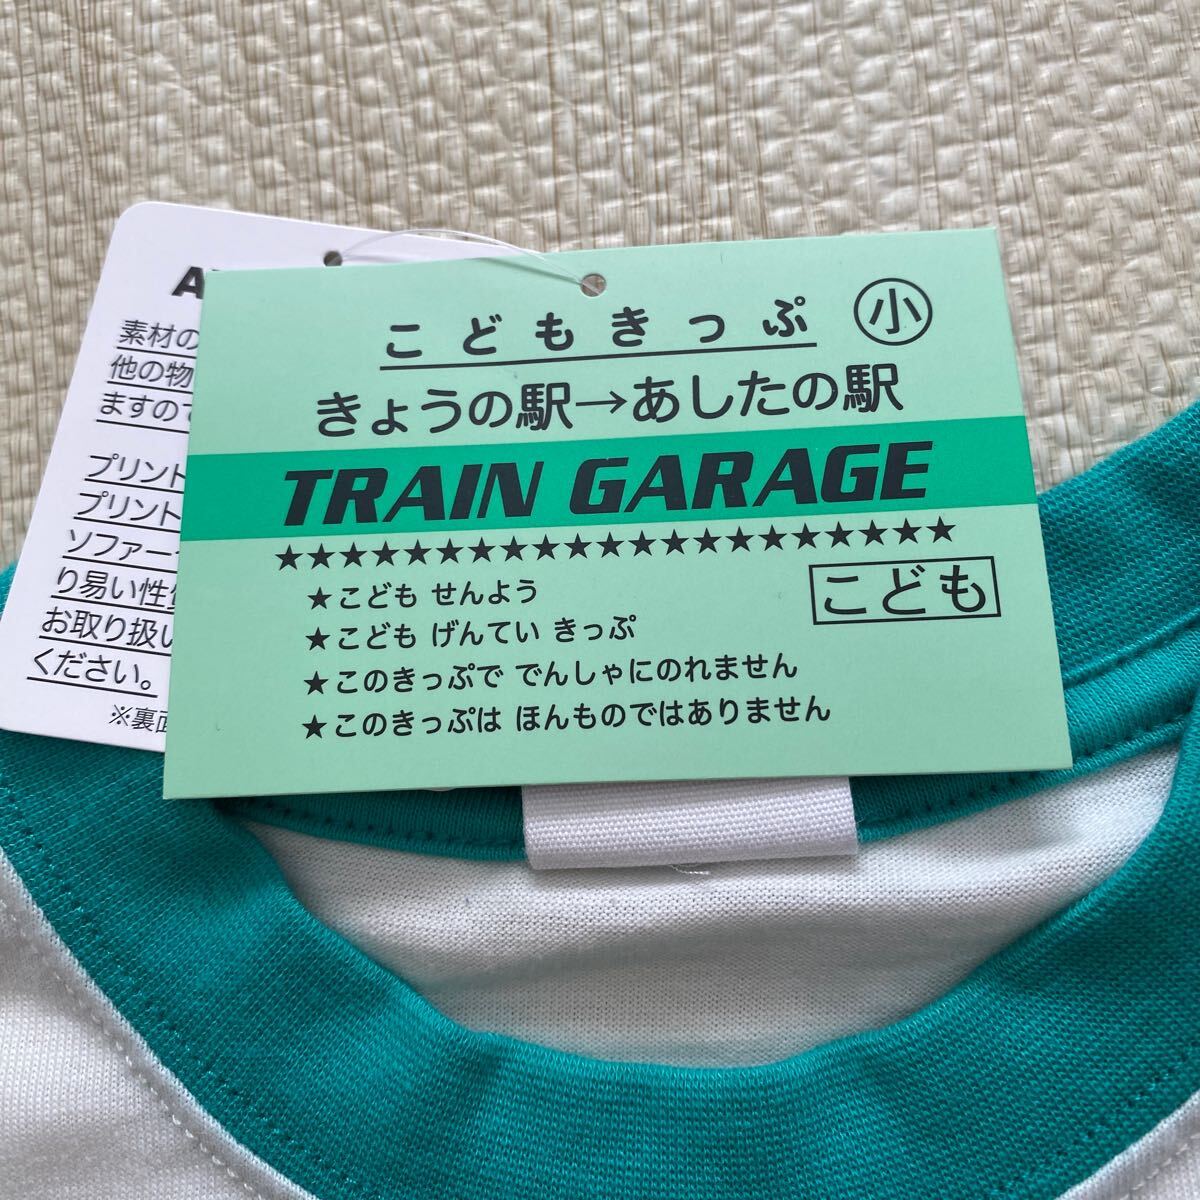 こどもきっぷ 小
きょうの駅→あしたの駅
TRAIN GARAGE
★★★★★★★★★★★★★★★★★★★★★
★こども せんよう
★こども げんてい きっぷ
★このきっぷで でんしゃにのれません
★このきっぷは ほんものではありません
こども
素材の
他の物
ますので
プリント
プリント
ソファー
り易い性
お取り扱い
ください。
※裏面